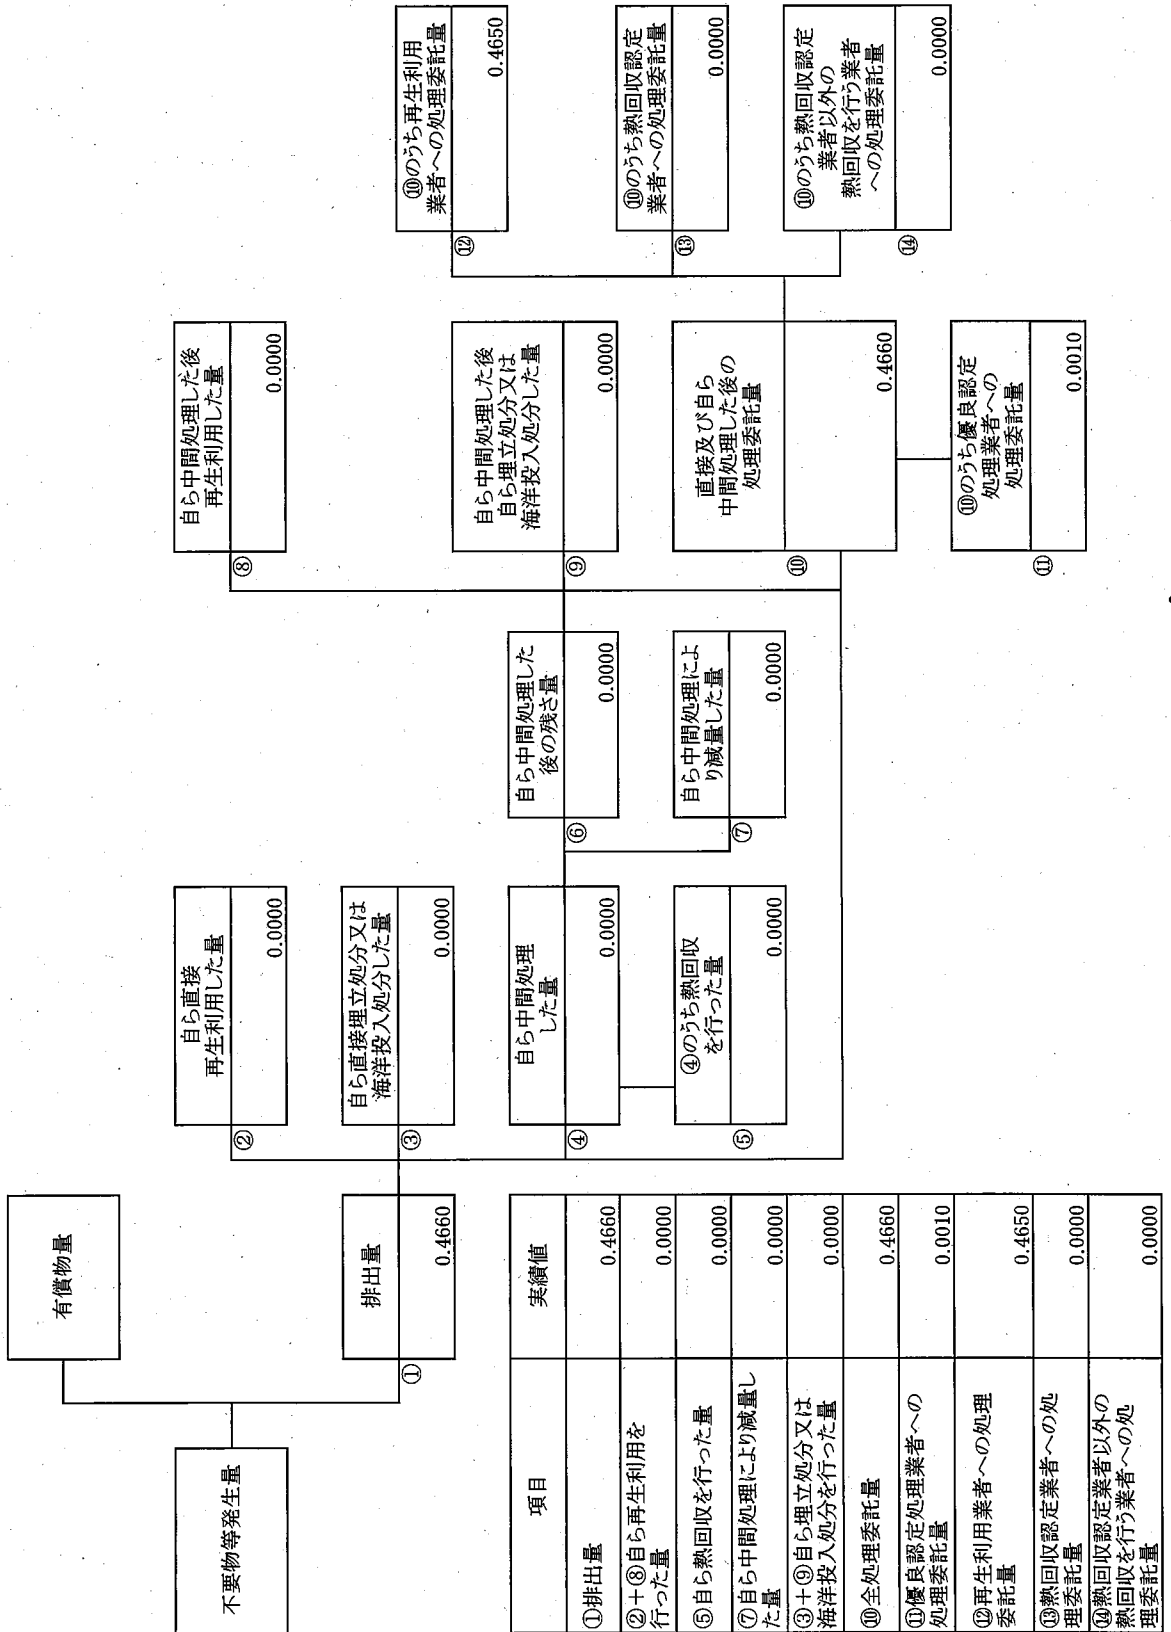 不要物等発生量
有償物量
排出量
①
0.4660
自ら直接
再生利用した量
②
0.0000
自ら直接埋立処分又は
海洋投入処分した量
③
0.0000
自ら中間処理
した量
④
0.0000
④のうち熱回収
を行った量
⑤
0.0000
自ら中間処理した
後の残さ量
⑥
0.0000
自ら中間処理によ
り減量した量
⑦
0.0000
自ら中間処理した後
再生利用した量
⑧
0.0000
自ら中間処理した後
自ら埋立処分又は
海洋投入処分した量
⑨
0.0000
直接及び自ら
中間処理した後の
処理委託量
⑩
0.4660
⑩のうち優良認定
処理業者への
処理委託量
⑪
0.0010
⑩のうち再生利用
業者への処理委託量
⑫
0.4650
⑩のうち熱回収認定
業者への処理委託量
⑬
0.0000
⑩のうち熱回収認定
業者以外の
熱回収を行う業者
への処理委託量
⑭
0.0000
項目 実績値
①排出量 0.4660
②+⑧自ら再生利用を
行った量 0.0000
⑤自ら熱回収を行った量 0.0000
⑦自ら中間処理により減量し
た量 0.0000
③+⑨自ら埋立処分又は
海洋投入処分を行った量 0.0000
⑩全処理委託量 0.4660
⑪優良認定処理業者への
処理委託量 0.0010
⑫再生利用業者への処理
委託量 0.4650
⑬熱回収認定業者への処
理委託量 0.0000
⑭熱回収認定業者以外の
熱回収を行う業者への処
理委託量 0.0000